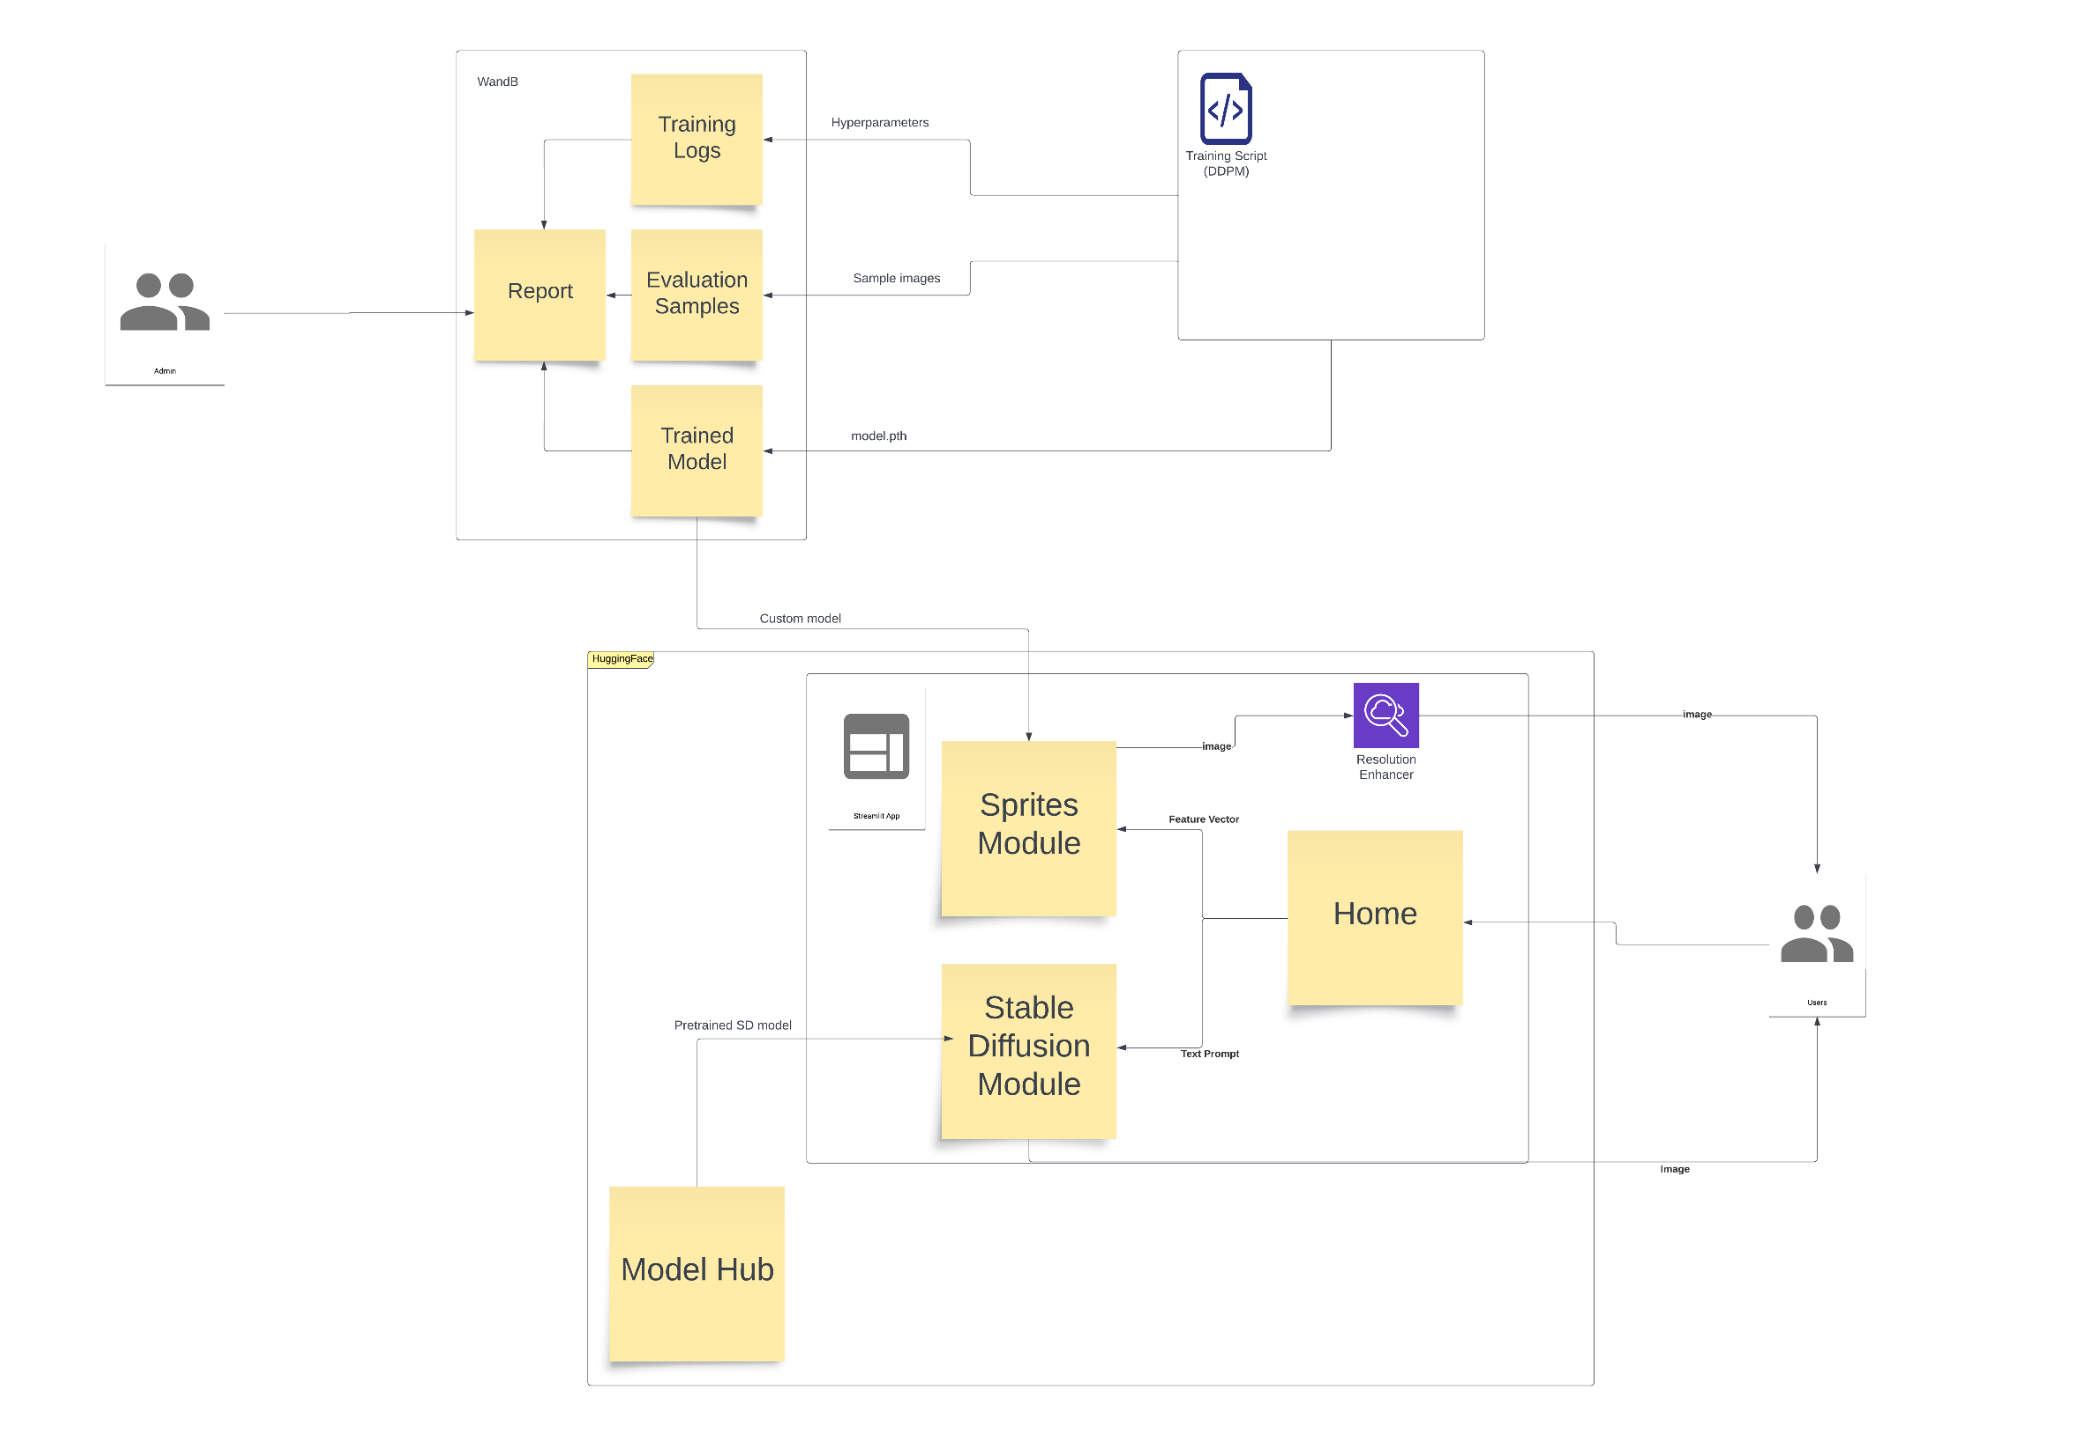 WandB
Training
Logs
Hyperparameters
Training Script
(DDPM)
Report
Evaluation
Samples
Sample images
Admin
Trained
Model
model.pth
Custom model
HuggingFace
Streamlit App
Sprites
Module
image
Resolution
Enhancer
image
Feature Vector
Home
Users
Stable
Diffusion
Module
Pretrained SD model
Text Prompt
Image
Model Hub